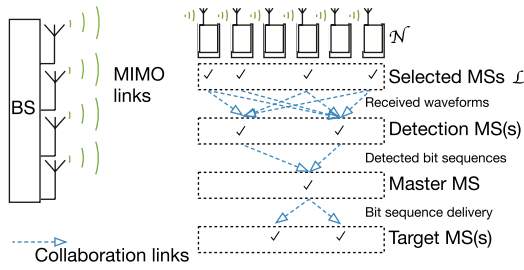 𝒩
MIMO
links
BS
✓ ✓ ✓ ✓
Selected MSs ℒ
Received waveforms
✓ ✓
Detection MS(s)
Detected bit sequences
✓
Master MS
Bit sequence delivery
✓ ✓
Target MS(s)
Collaboration links